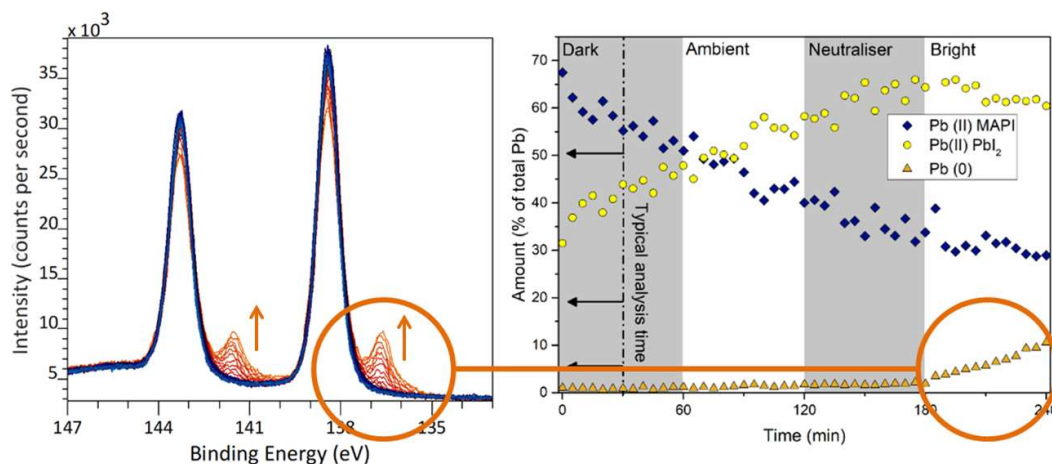 x 10³
35
30
25
20
15
10
5
147
144
141
138
135
Intensity (counts per second)
Binding Energy (eV)
75
70
60
50
40
30
20
10
0
0
60
120
180
240
Amount (% of total Pb)
Time (min)
Dark
Ambient
Neutraliser
Bright
Typical analysis time
Pb (II) MAPI
Pb(II) PbI₂
Pb (0)